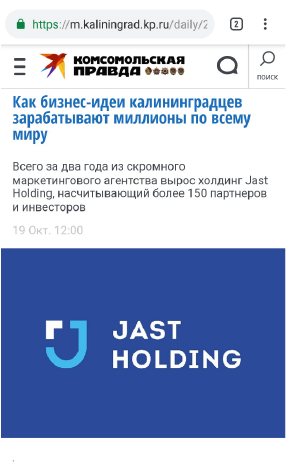 https://m.kaliningrad.kp.ru/daily/2
2
КОМСОМОЛЬСКАЯ
ПРАВДА
поиск
Как бизнес-идеи калининградцев
зарабатывают миллионы по всему
миру
Всего за два года из скромного
маркетингового агентства вырос холдинг Jast
Holding, насчитывающий более 150 партнеров
и инвесторов
19 Окт. 12:00
JAST
HOLDING